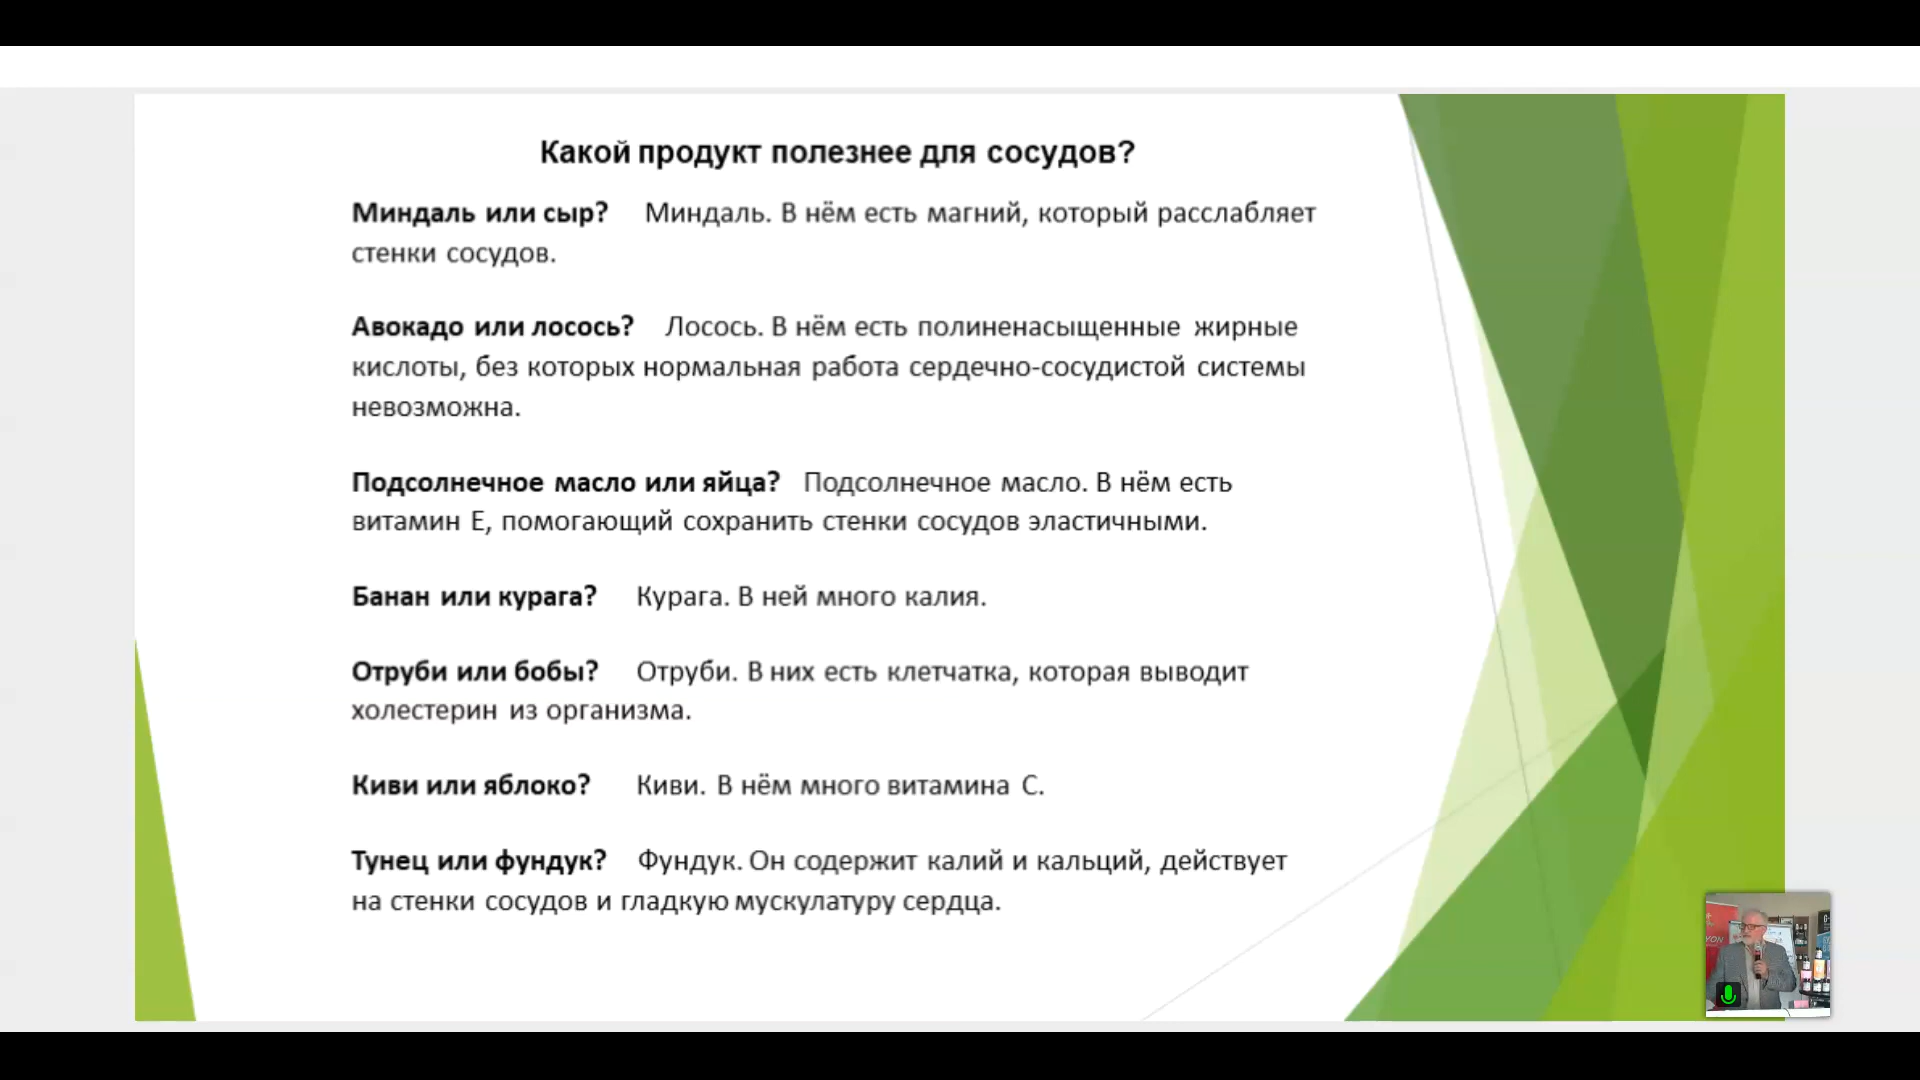 Какой продукт полезнее для сосудов?
Миндаль или сыр? Миндаль. В нём есть магний, который расслабляет
стенки сосудов.
Авокадо или лосось? Лосось. В нём есть полиненасыщенные жирные
кислоты, без которых нормальная работа сердечно-сосудистой системы
невозможна.
Подсолнечное масло или яйца? Подсолнечное масло. В нём есть
витамин Е, помогающий сохранить стенки сосудов эластичными.
Банан или курага? Курага. В ней много калия.
Отруби или бобы? Отруби. В них есть клетчатка, которая выводит
холестерин из организма.
Киви или яблоко? Киви. В нём много витамина С.
Тунец или фундук? Фундук. Он содержит калий и кальций, действует
на стенки сосудов и гладкую мускулатуру сердца.